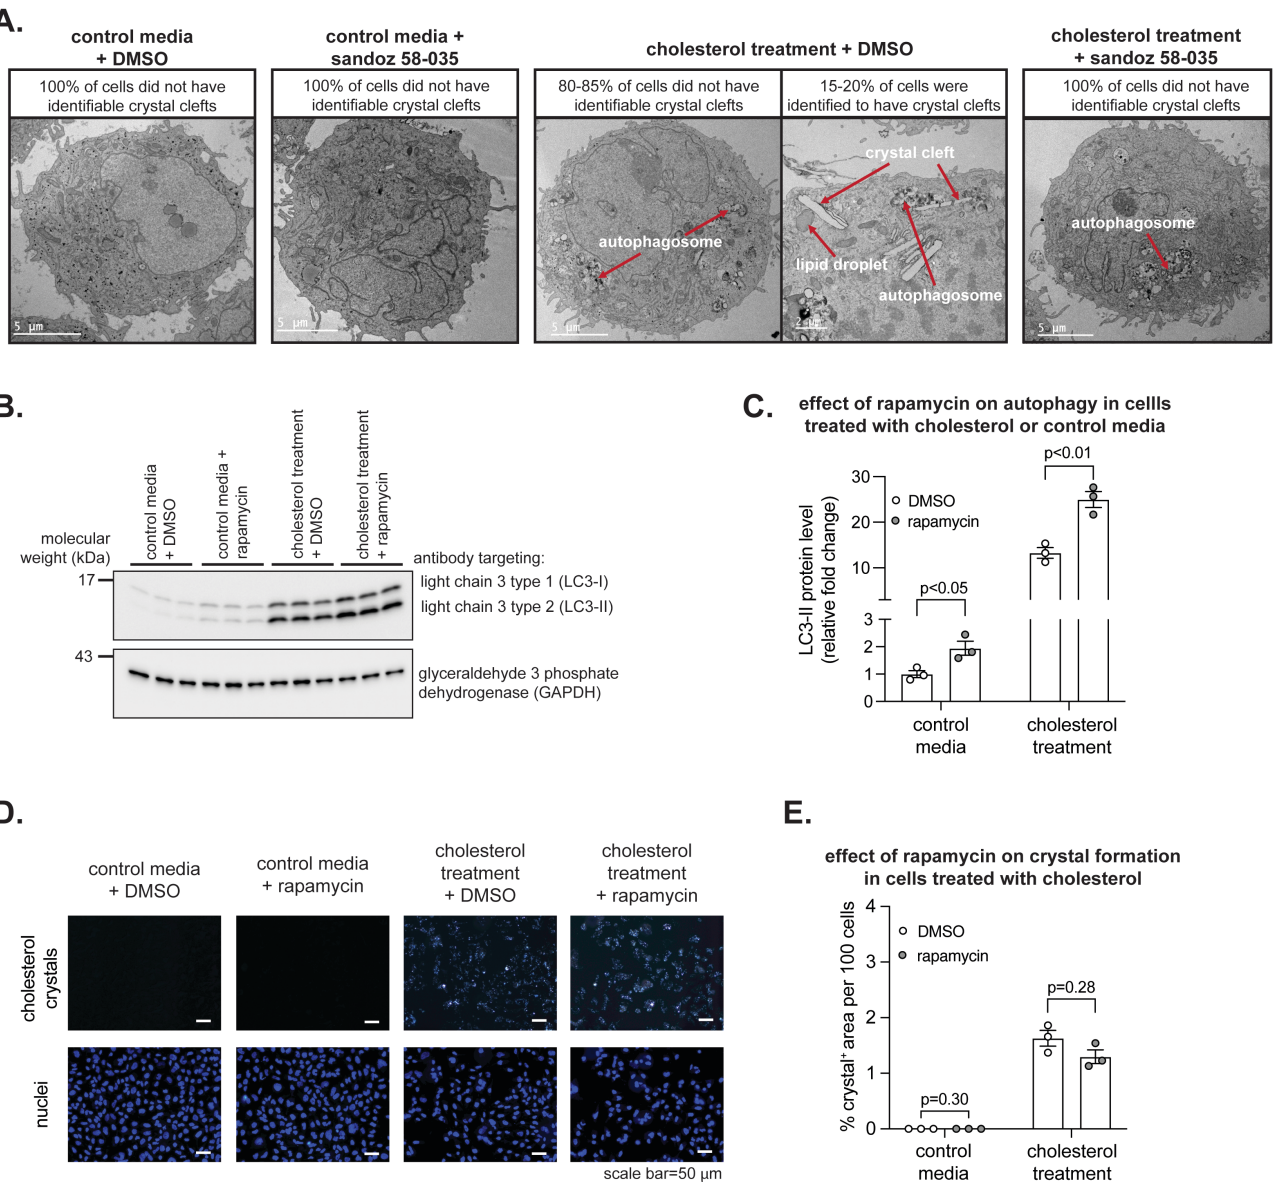 A.
control media
+ DMSO
control media +
sandoz 58-035
cholesterol treatment + DMSO
cholesterol treatment
+ sandoz 58-035
100% of cells did not have
identifiable crystal clefts
100% of cells did not have
identifiable crystal clefts
80-85% of cells did not have
identifiable crystal clefts
15-20% of cells were
identified to have crystal clefts
100% of cells did not have
identifiable crystal clefts
5 μm
5 μm
autophagosome
5 μm
crystal cleft
lipid droplet
autophagosome
2 μm
autophagosome
5 μm
B.
control media
+ DMSO
control media +
rapamycin
cholesterol treatment
+ DMSO
cholesterol treatment
+ rapamycin
molecular
weight (kDa)
antibody targeting:
17
light chain 3 type 1 (LC3-I)
light chain 3 type 2 (LC3-II)
43
glyceraldehyde 3 phosphate
dehydrogenase (GAPDH)
C.
effect of rapamycin on autophagy in cellls
treated with cholesterol or control media
LC3-II protein level
(relative fold change)
30
20
10
3
2
1
0
DMSO
rapamycin
p<0.05
p<0.01
control
media
cholesterol
treatment
D.
control media
+ DMSO
control media
+ rapamycin
cholesterol
treatment
+ DMSO
cholesterol
treatment
+ rapamycin
cholesterol
crystals
nuclei
scale bar=50 μm
E.
effect of rapamycin on crystal formation
in cells treated with cholesterol
% crystal⁺ area per 100 cells
4
3
2
1
0
DMSO
rapamycin
p=0.30
p=0.28
control
media
cholesterol
treatment